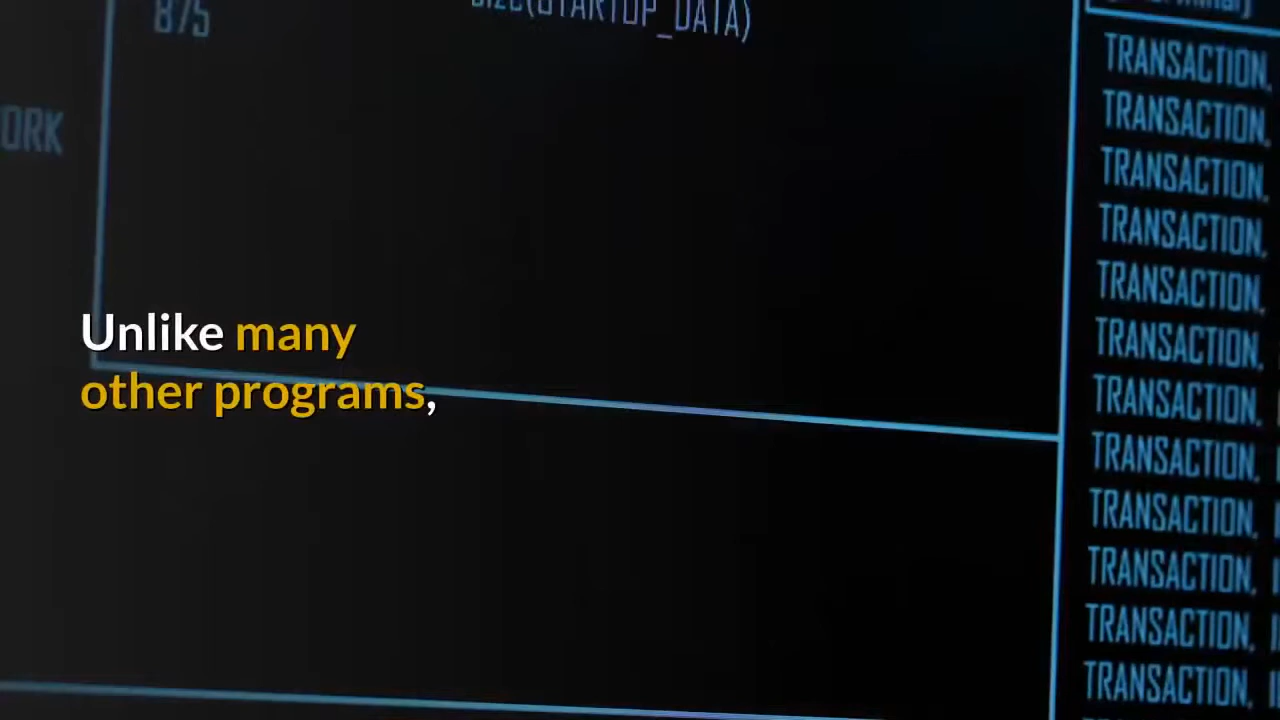 875
(STARTUP_DATA)
ORK
TRANSACTION,
TRANSACTION,
TRANSACTION,
TRANSACTION,
TRANSACTION,
TRANSACTION,
TRANSACTION,
TRANSACTION,
TRANSACTION,
TRANSACTION,
TRANSACTION,
TRANSACTION,
Unlike many
other programs,